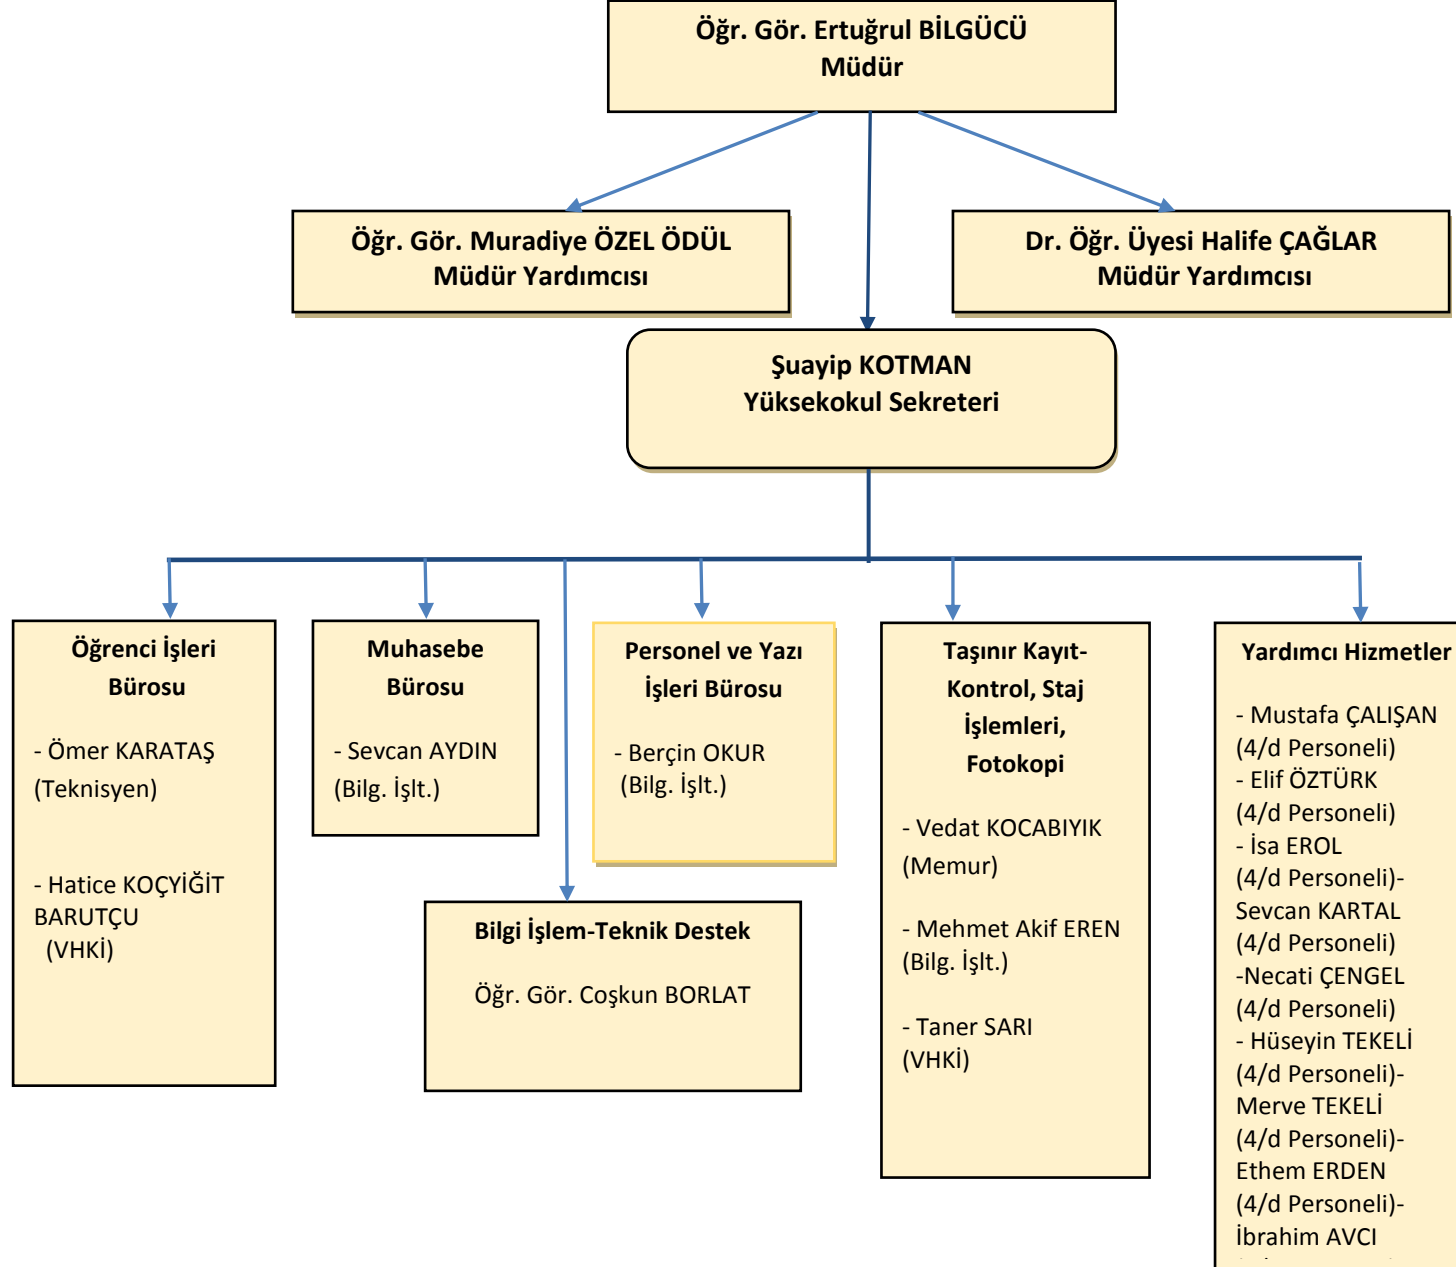 Öğr. Gör. Ertuğrul BİLGÜCÜ
Müdür
Öğr. Gör. Muradiye ÖZEL ÖDÜL
Müdür Yardımcısı
Dr. Öğr. Üyesi Halife ÇAĞLAR
Müdür Yardımcısı
Şuayip KOTMAN
Yüksekokul Sekreteri
Öğrenci İşleri
Bürosu
- Ömer KARATAŞ
(Teknisyen)
- Hatice KOÇYİĞİT
BARUTÇU
(VHKİ)
Muhasebe
Bürosu
- Sevcan AYDIN
(Bilg. İşlt.)
Bilgi İşlem-Teknik Destek
Öğr. Gör. Coşkun BORLAT
Personel ve Yazı
İşleri Bürosu
- Berçin OKUR
(Bilg. İşlt.)
Taşınır Kayıt-
Kontrol, Staj
İşlemleri,
Fotokopi
- Vedat KOCABIYIK
(Memur)
- Mehmet Akif EREN
(Bilg. İşlt.)
- Taner SARI
(VHKİ)
Yardımcı Hizmetler
- Mustafa ÇALIŞAN
(4/d Personeli)
- Elif ÖZTÜRK
(4/d Personeli)
- İsa EROL
(4/d Personeli)-
Sevcan KARTAL
(4/d Personeli)
-Necati ÇENGEL
(4/d Personeli)
- Hüseyin TEKELİ
(4/d Personeli)-
Merve TEKELİ
(4/d Personeli)-
Ethem ERDEN
(4/d Personeli)-
İbrahim AVCI